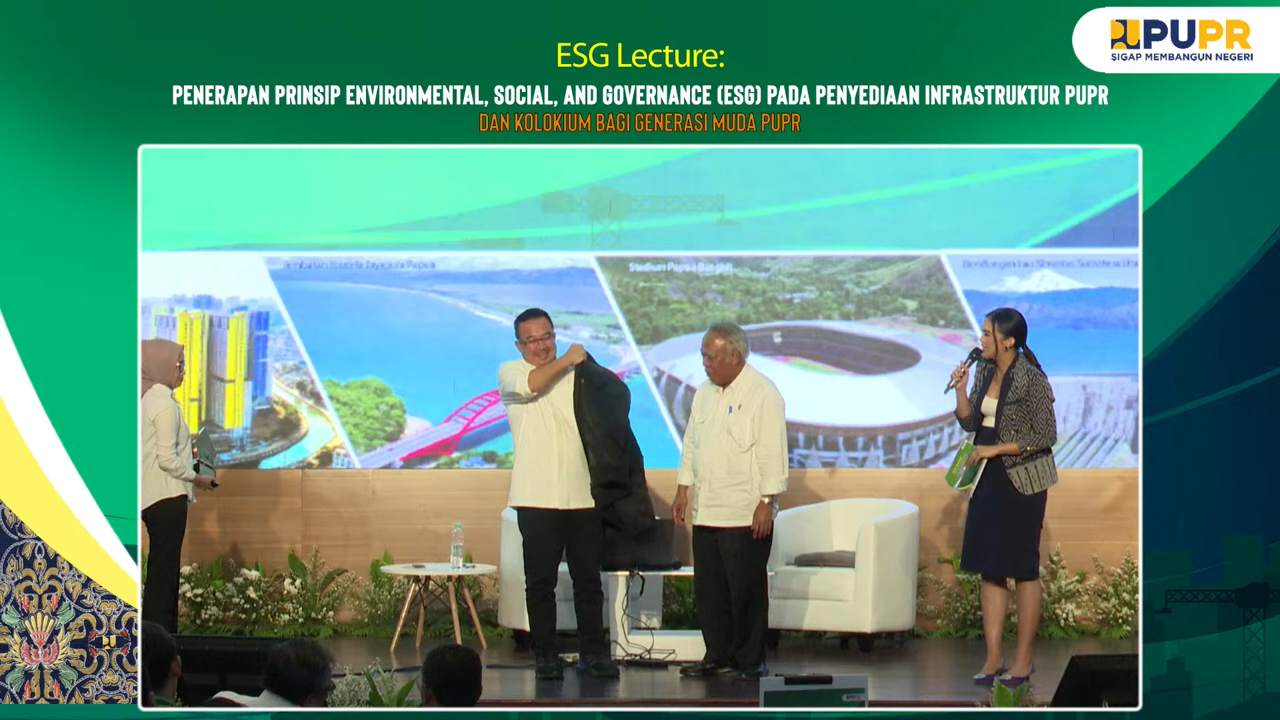 PUPR
SIGAP MEMBANGUN NEGERI
ESG Lecture:
PENERAPAN PRINSIP ENVIRONMENTAL, SOCIAL, AND GOVERNANCE (ESG) PADA PENYEDIAAN INFRASTRUKTUR PUPR
DAN KOLOKIUM BAGI GENERASI MUDA PUPR
Stadium Papua Bangkit